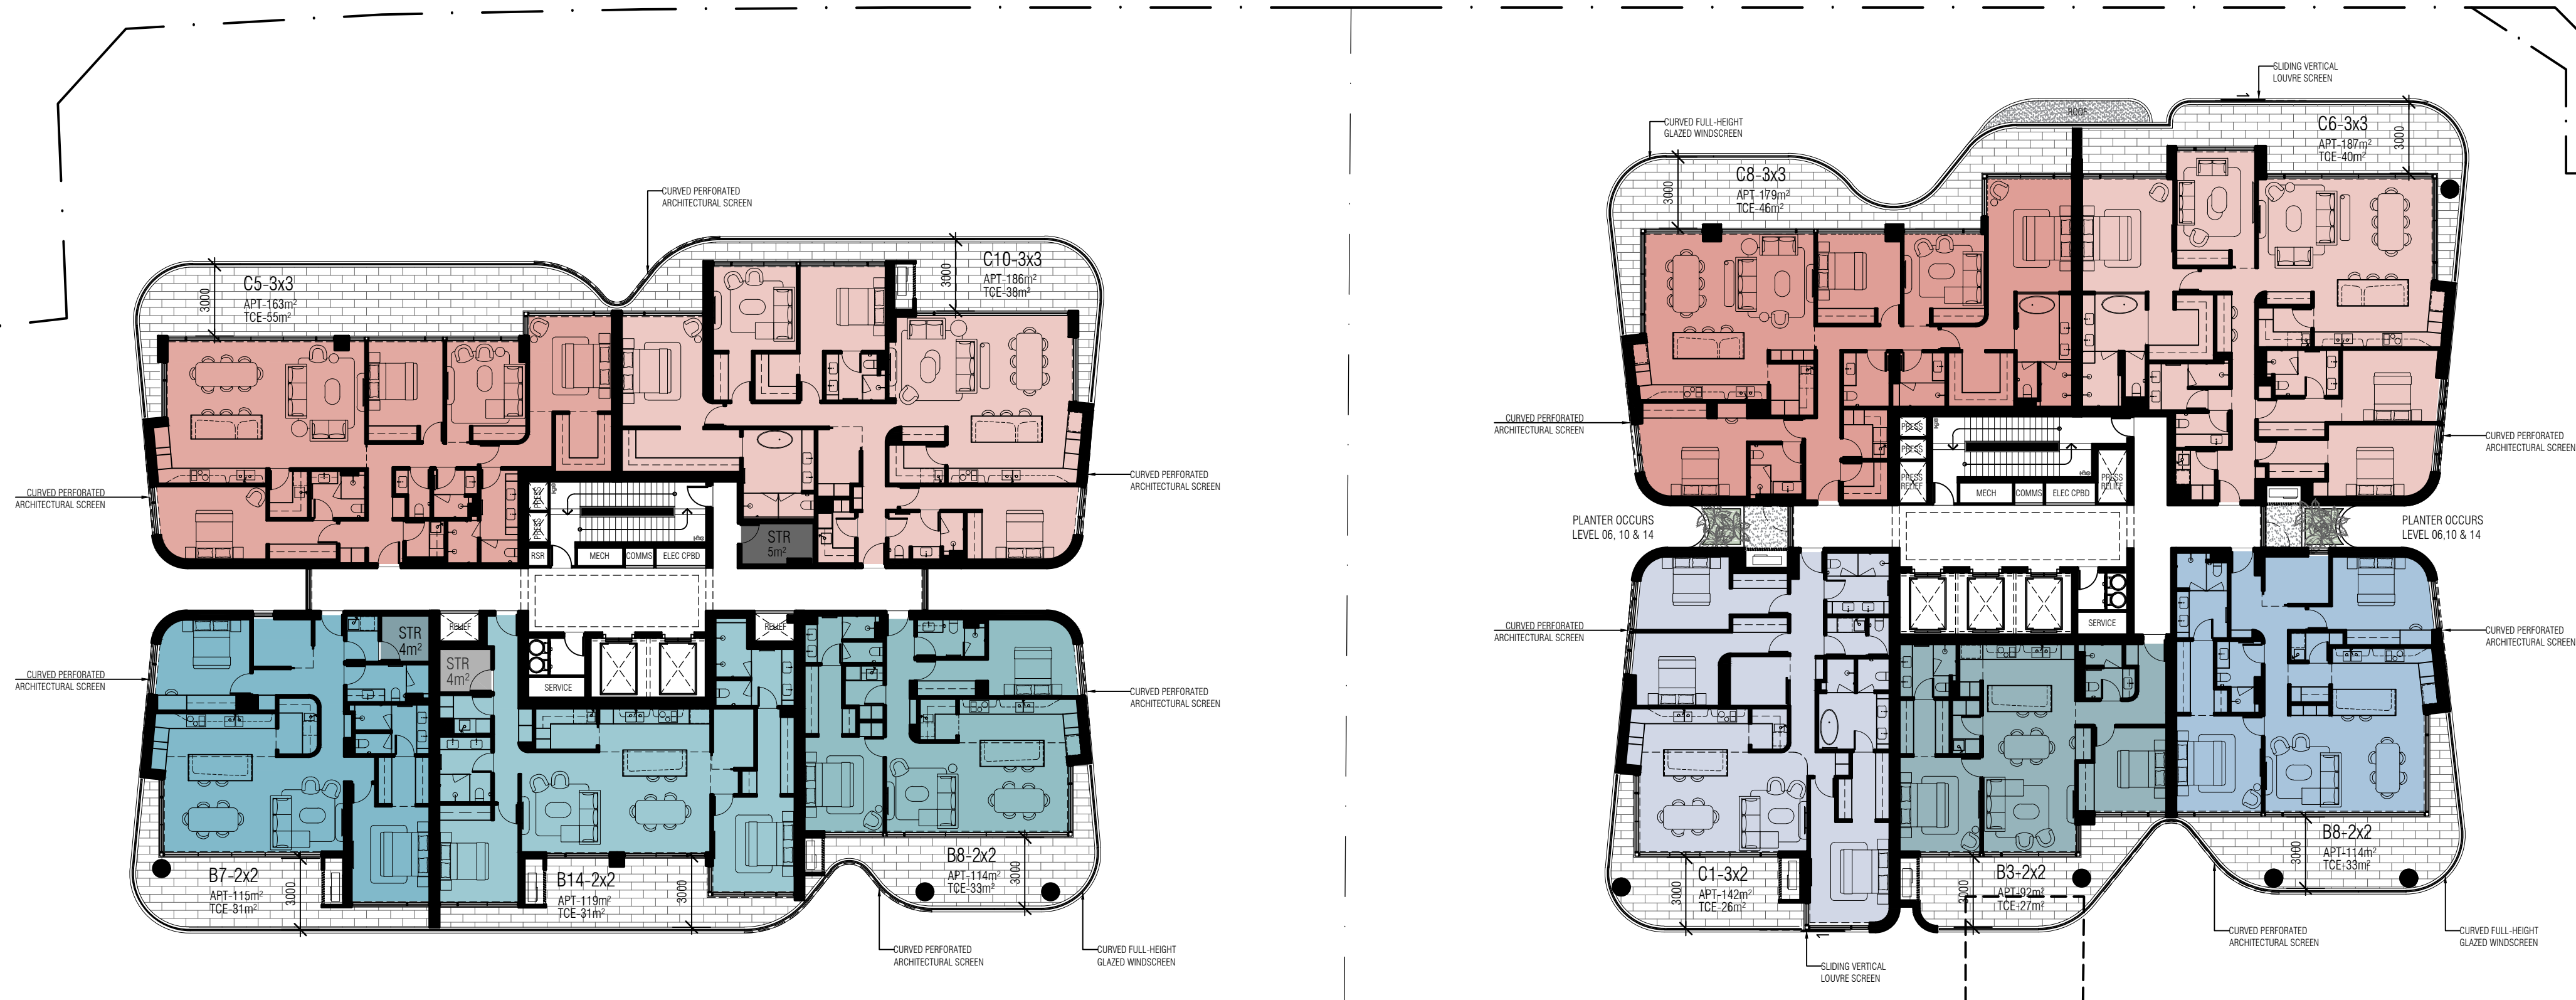 SLIDING VERTICAL
LOUVRE SCREEN
ROOF
CURVED FULL-HEIGHT
GLAZED WINDSCREEN
C6-3x3
APT-187m²
TCE-40m²
3000
C8-3x3
APT-179m²
TCE-46m²
3000
CURVED PERFORATED
ARCHITECTURAL SCREEN
C10-3x3
APT-186m²
TCE-38m²
3000
C5-3x3
APT-163m²
TCE-55m²
3000
CURVED PERFORATED
ARCHITECTURAL SCREEN
CURVED PERFORATED
ARCHITECTURAL SCREEN
CURVED PERFORATED
ARCHITECTURAL SCREEN
CURVED PERFORATED
ARCHITECTURAL SCREEN
PRESS
PRESS
STR
5m²
RSR
MECH
COMMS
ELEC CPBD
PRESS
PRESS
PRESS
RELIEF
MECH
COMMS
ELEC CPBD
PRESS
RELIEF
PLANTER OCCURS
LEVEL 06, 10 & 14
PLANTER OCCURS
LEVEL 06,10 & 14
STR
4m²
RELIEF
RELIEF
STR
4m²
SERVICE
SERVICE
CURVED PERFORATED
ARCHITECTURAL SCREEN
CURVED PERFORATED
ARCHITECTURAL SCREEN
CURVED PERFORATED
ARCHITECTURAL SCREEN
CURVED PERFORATED
ARCHITECTURAL SCREEN
B7-2x2
APT-115m²
TCE-31m²
3000
B14-2x2
APT-119m²
TCE-31m²
3000
B8-2x2
APT-114m²
TCE-33m²
3000
C1-3x2
APT-142m²
TCE-26m²
3000
B3-2x2
APT-92m²
TCE-27m²
3000
B8-2x2
APT-114m²
TCE-33m²
3000
CURVED PERFORATED
ARCHITECTURAL SCREEN
CURVED FULL-HEIGHT
GLAZED WINDSCREEN
SLIDING VERTICAL
LOUVRE SCREEN
CURVED PERFORATED
ARCHITECTURAL SCREEN
CURVED FULL-HEIGHT
GLAZED WINDSCREEN